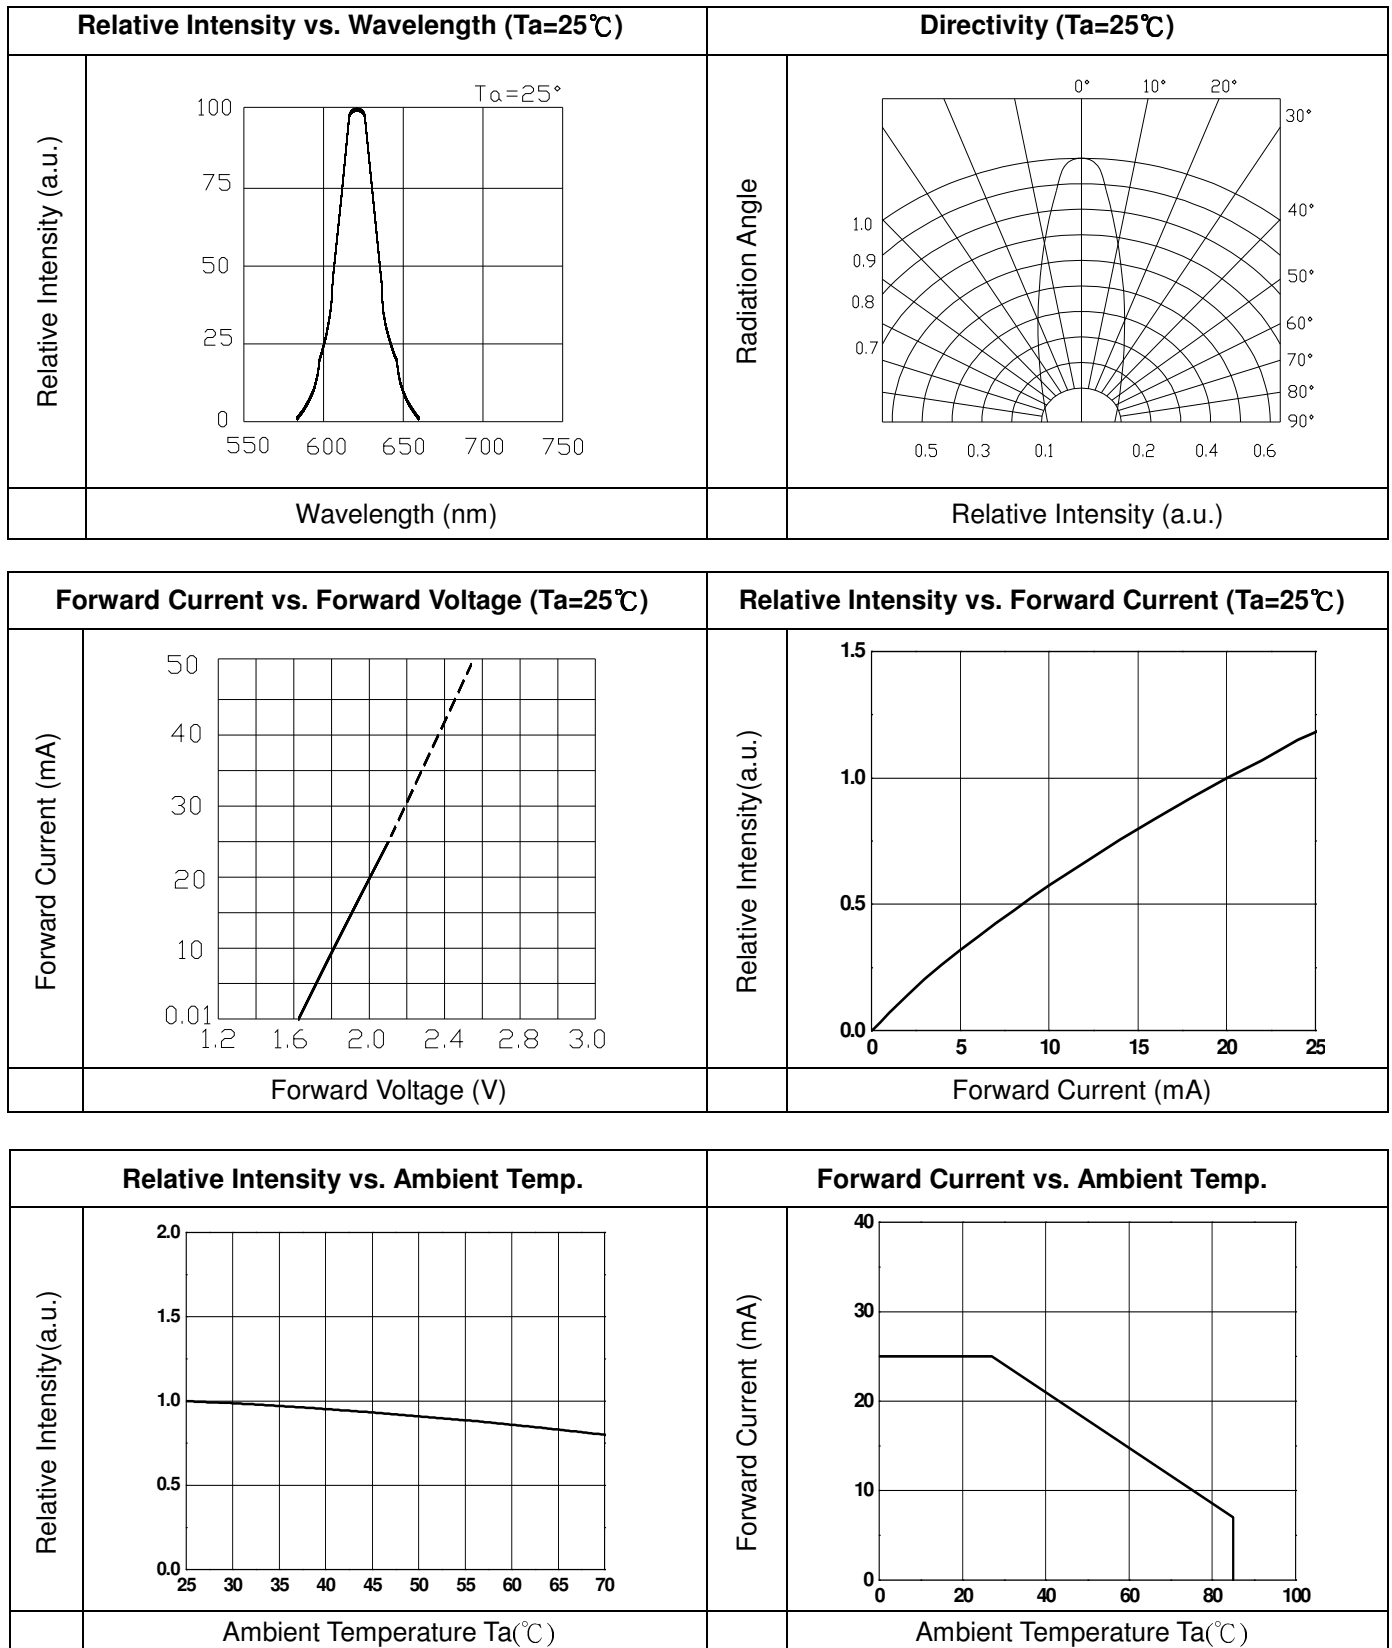 Relative Intensity vs. Wavelength (Ta=25℃)
Directivity (Ta=25℃)
Relative Intensity (a.u.)
Ta=25°
100
75
50
25
0
550 600 650 700 750
Wavelength (nm)
Radiation Angle
0° 10° 20°
30°
40°
50°
60°
70°
80°
90°
1.0
0.9
0.8
0.7
0.5 0.3 0.1 0.2 0.4 0.6
Relative Intensity (a.u.)
Forward Current vs. Forward Voltage (Ta=25℃)
Relative Intensity vs. Forward Current (Ta=25℃)
Forward Current (mA)
50
40
30
20
10
0.01
1.2 1.6 2.0 2.4 2.8 3.0
Forward Voltage (V)
Relative Intensity(a.u.)
1.5
1.0
0.5
0.0
0 5 10 15 20 25
Forward Current (mA)
Relative Intensity vs. Ambient Temp.
Forward Current vs. Ambient Temp.
Relative Intensity(a.u.)
2.0
1.5
1.0
0.5
0.0
25 30 35 40 45 50 55 60 65 70
Ambient Temperature Ta(℃)
Forward Current (mA)
40
30
20
10
0
0 20 40 60 80 100
Ambient Temperature Ta(℃)